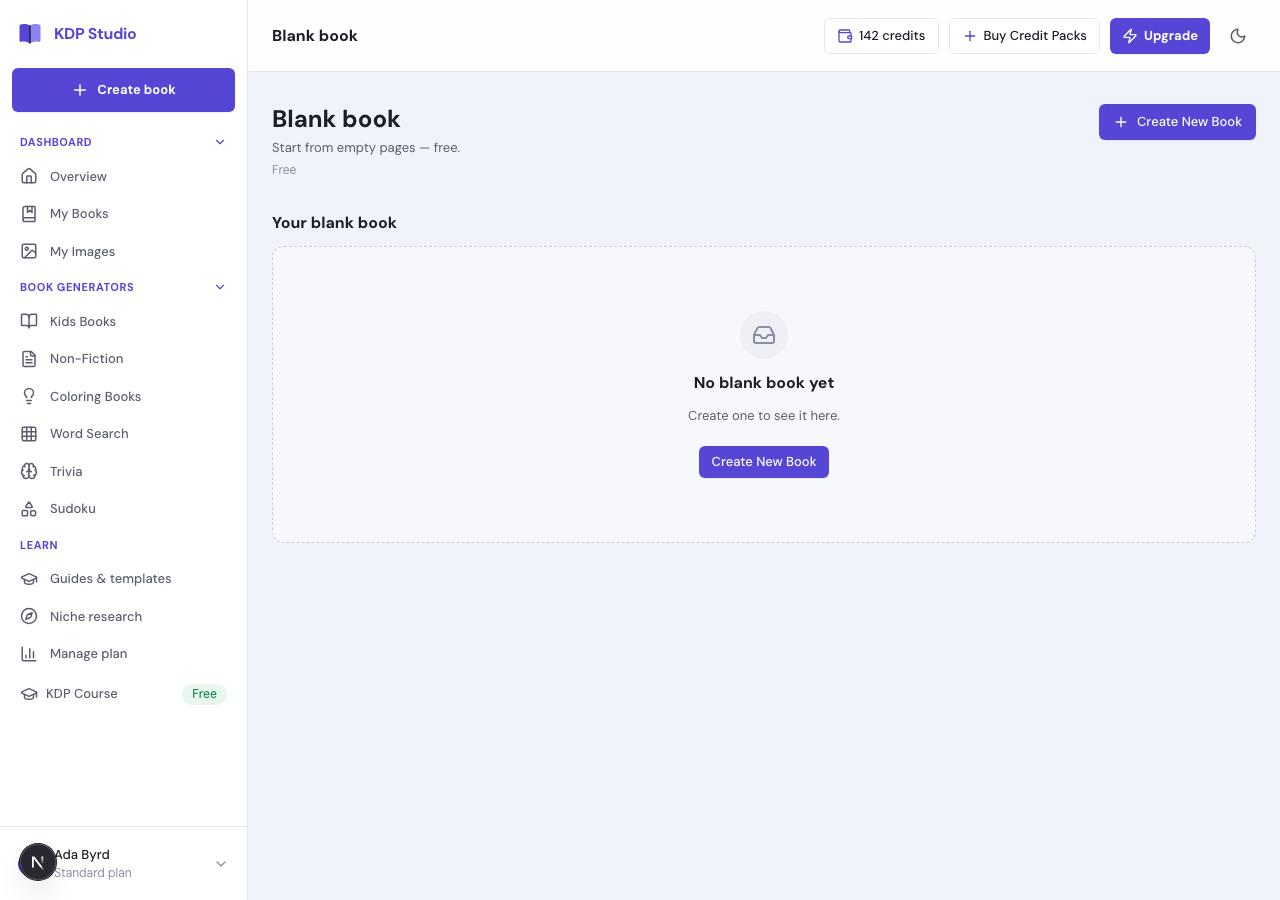 KDP Studio
Create book
DASHBOARD
Overview
My Books
My Images
BOOK GENERATORS
Kids Books
Non-Fiction
Coloring Books
Word Search
Trivia
Sudoku
LEARN
Guides & templates
Niche research
Manage plan
KDP Course Free
N Ada Byrd
Standard plan
Blank book
142 credits
Buy Credit Packs
Upgrade
Blank book
Start from empty pages — free.
Free
Create New Book
Your blank book
No blank book yet
Create one to see it here.
Create New Book